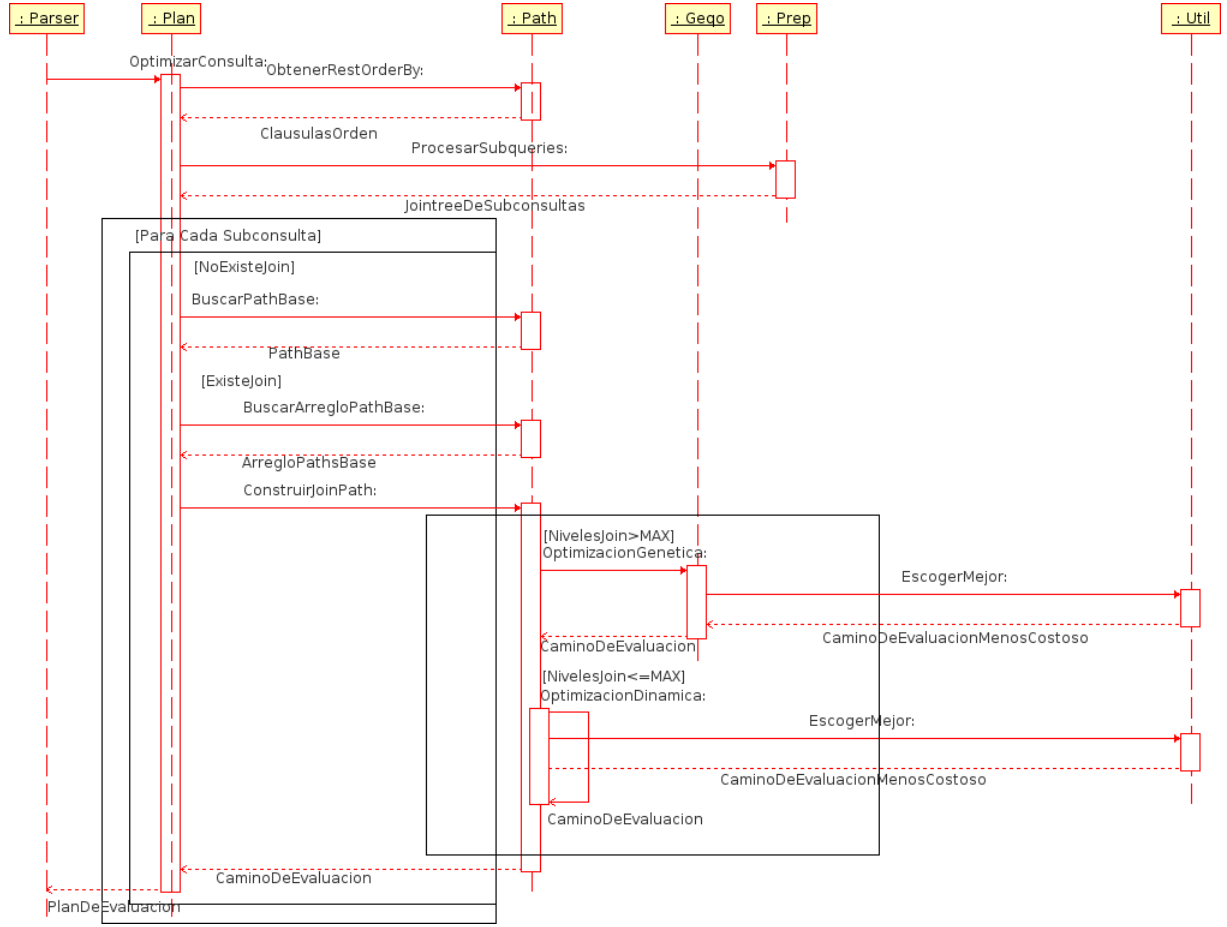 : Parser
: Plan
: Path
: Geqo
: Prep
: Util
OptimizarConsulta:
ObtenerRestOrderBy:
ClausulasOrden
ProcesarSubqueries:
JointreeDeSubconsultas
[Para Cada Subconsulta]
[NoExisteJoin]
BuscarPathBase:
PathBase
[ExisteJoin]
BuscarArregloPathBase:
ArregloPathsBase
ConstruirJoinPath:
[NivelesJoin>MAX]
OptimizacionGenetica:
EscogerMejor:
CaminoDeEvaluacionMenosCostoso
CaminoDeEvaluacion
[NivelesJoin<=MAX]
OptimizacionDinamica:
EscogerMejor:
CaminoDeEvaluacionMenosCostoso
CaminoDeEvaluacion
CaminoDeEvaluacion
PlanDeEvaluacion